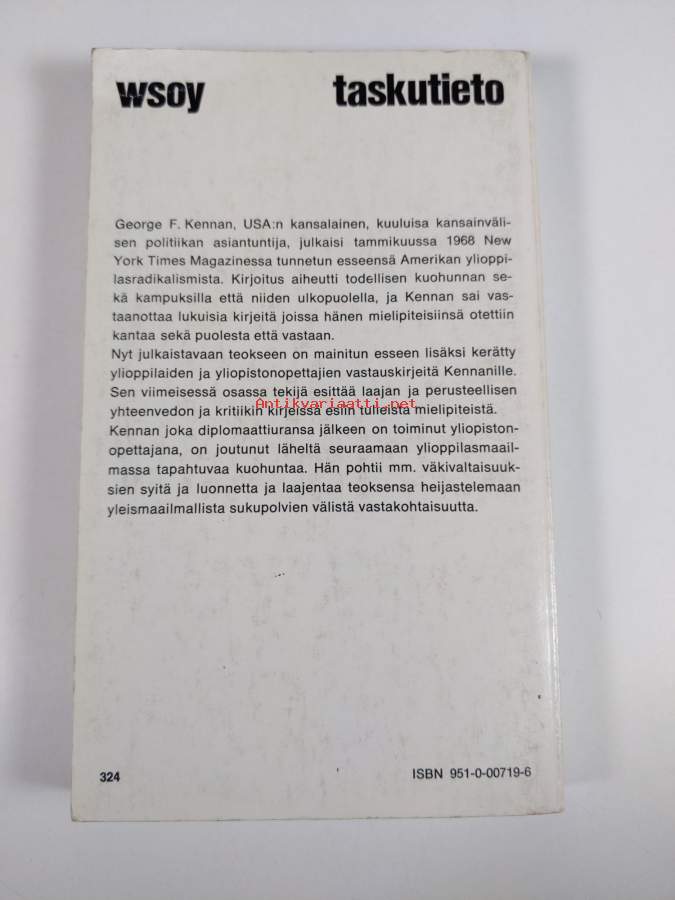 wsoy taskutieto
George F. Kennan, USA:n kansalainen, kuuluisa kansainväli-
sen politiikan asiantuntija, julkaisi tammikuussa 1968 New
York Times Magazinessa tunnetun esseensä Amerikan ylioppi-
lasradikalismista. Kirjoitus aiheutti todellisen kuohunnan se-
kä kampuksilla että niiden ulkopuolella, ja Kennan sai vas-
taanottaa lukuisia kirjeitä joissa hänen mielipiteisiinsä otettiin
kantaa sekä puolesta että vastaan.
Nyt julkaistavaan teokseen on mainitun esseen lisäksi kerätty
ylioppilaiden ja yliopistonopettajien vastauskirjeitä Kennanille.
Sen viimeisessä osassa tekijä esittää laajan ja perusteellisen
Antikvariaatti.net
yhteenvedon ja kritiikin kirjeissä esiin tulleista mielipiteistä.
Kennan joka diplomaattiuransa jälkeen on toiminut yliopiston-
opettajana, on joutunut läheltä seuraamaan ylioppilasmaail-
massa tapahtuvaa kuohuntaa. Hän pohtii mm. väkivaltaisuuk-
sien syitä ja luonnetta ja laajentaa teoksensa heijastelemaan
yleismaailmallista sukupolvien välistä vastakohtaisuutta.
324 ISBN 951-0-00719-6